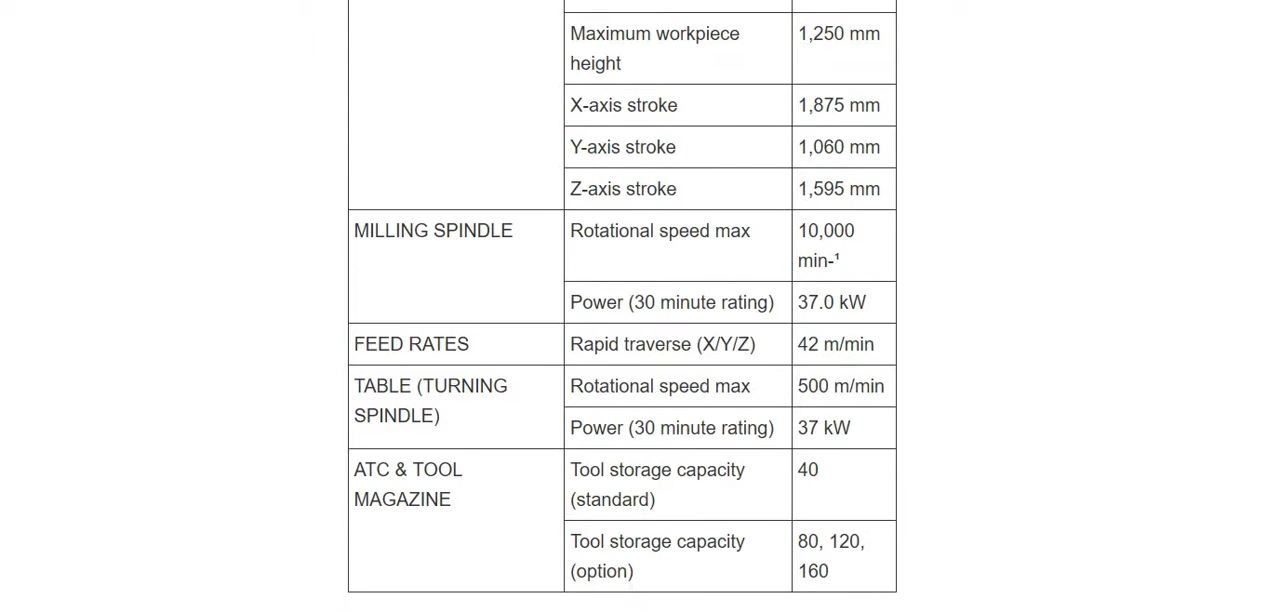 Maximum workpiece 1,250 mm
height
X-axis stroke 1,875 mm
Y-axis stroke 1,060 mm
Z-axis stroke 1,595 mm
MILLING SPINDLE Rotational speed max 10,000
min-¹
Power (30 minute rating) 37.0 kW
FEED RATES Rapid traverse (X/Y/Z) 42 m/min
TABLE (TURNING Rotational speed max 500 m/min
SPINDLE)
Power (30 minute rating) 37 kW
ATC & TOOL Tool storage capacity 40
MAGAZINE (standard)
Tool storage capacity 80, 120,
(option) 160